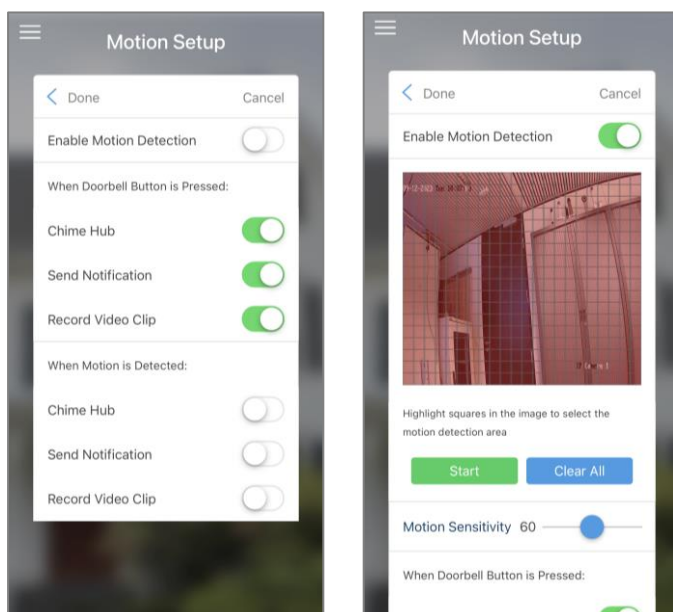 Motion Setup
Done
Cancel
Enable Motion Detection
When Doorbell Button is Pressed:
Chime Hub
Send Notification
Record Video Clip
When Motion is Detected:
Chime Hub
Send Notification
Record Video Clip
Motion Setup
Done
Cancel
Enable Motion Detection
Highlight squares in the image to select the
motion detection area
Start
Clear All
Motion Sensitivity 60
When Doorbell Button is Pressed: